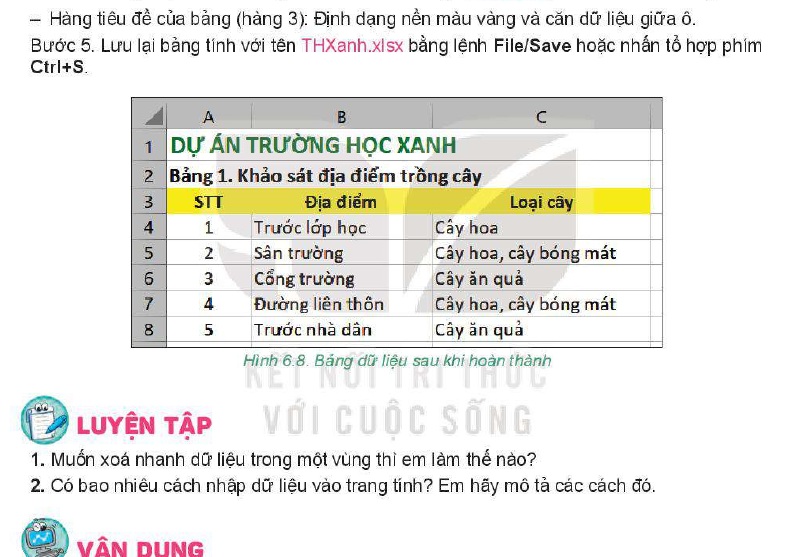 – Hàng tiêu đề của bảng (hàng 3): Định dạng nền màu vàng và căn dữ liệu giữa ô.
Bước 5. Lưu lại bảng tính với tên THXanh.xlsx bằng lệnh File/Save hoặc nhấn tổ hợp phím
Ctrl+S.
A B C
1 DỰ ÁN TRƯỜNG HỌC XANH
2 Bảng 1. Khảo sát địa điểm trồng cây
3 STT Địa điểm Loại cây
4 1 Trước lớp học Cây hoa
5 2 Sân trường Cây hoa, cây bóng mát
6 3 Cổng trường Cây ăn quả
7 4 Đường liên thôn Cây hoa, cây bóng mát
8 5 Trước nhà dân Cây ăn quả
Hình 6.8. Bảng dữ liệu sau khi hoàn thành
KẾT NỐI TRI THỨC
VỚI CUỘC SỐNG
LUYỆN TẬP
1. Muốn xoá nhanh dữ liệu trong một vùng thì em làm thế nào?
2. Có bao nhiêu cách nhập dữ liệu vào trang tính? Em hãy mô tả các cách đó.
VẬN DỤNG